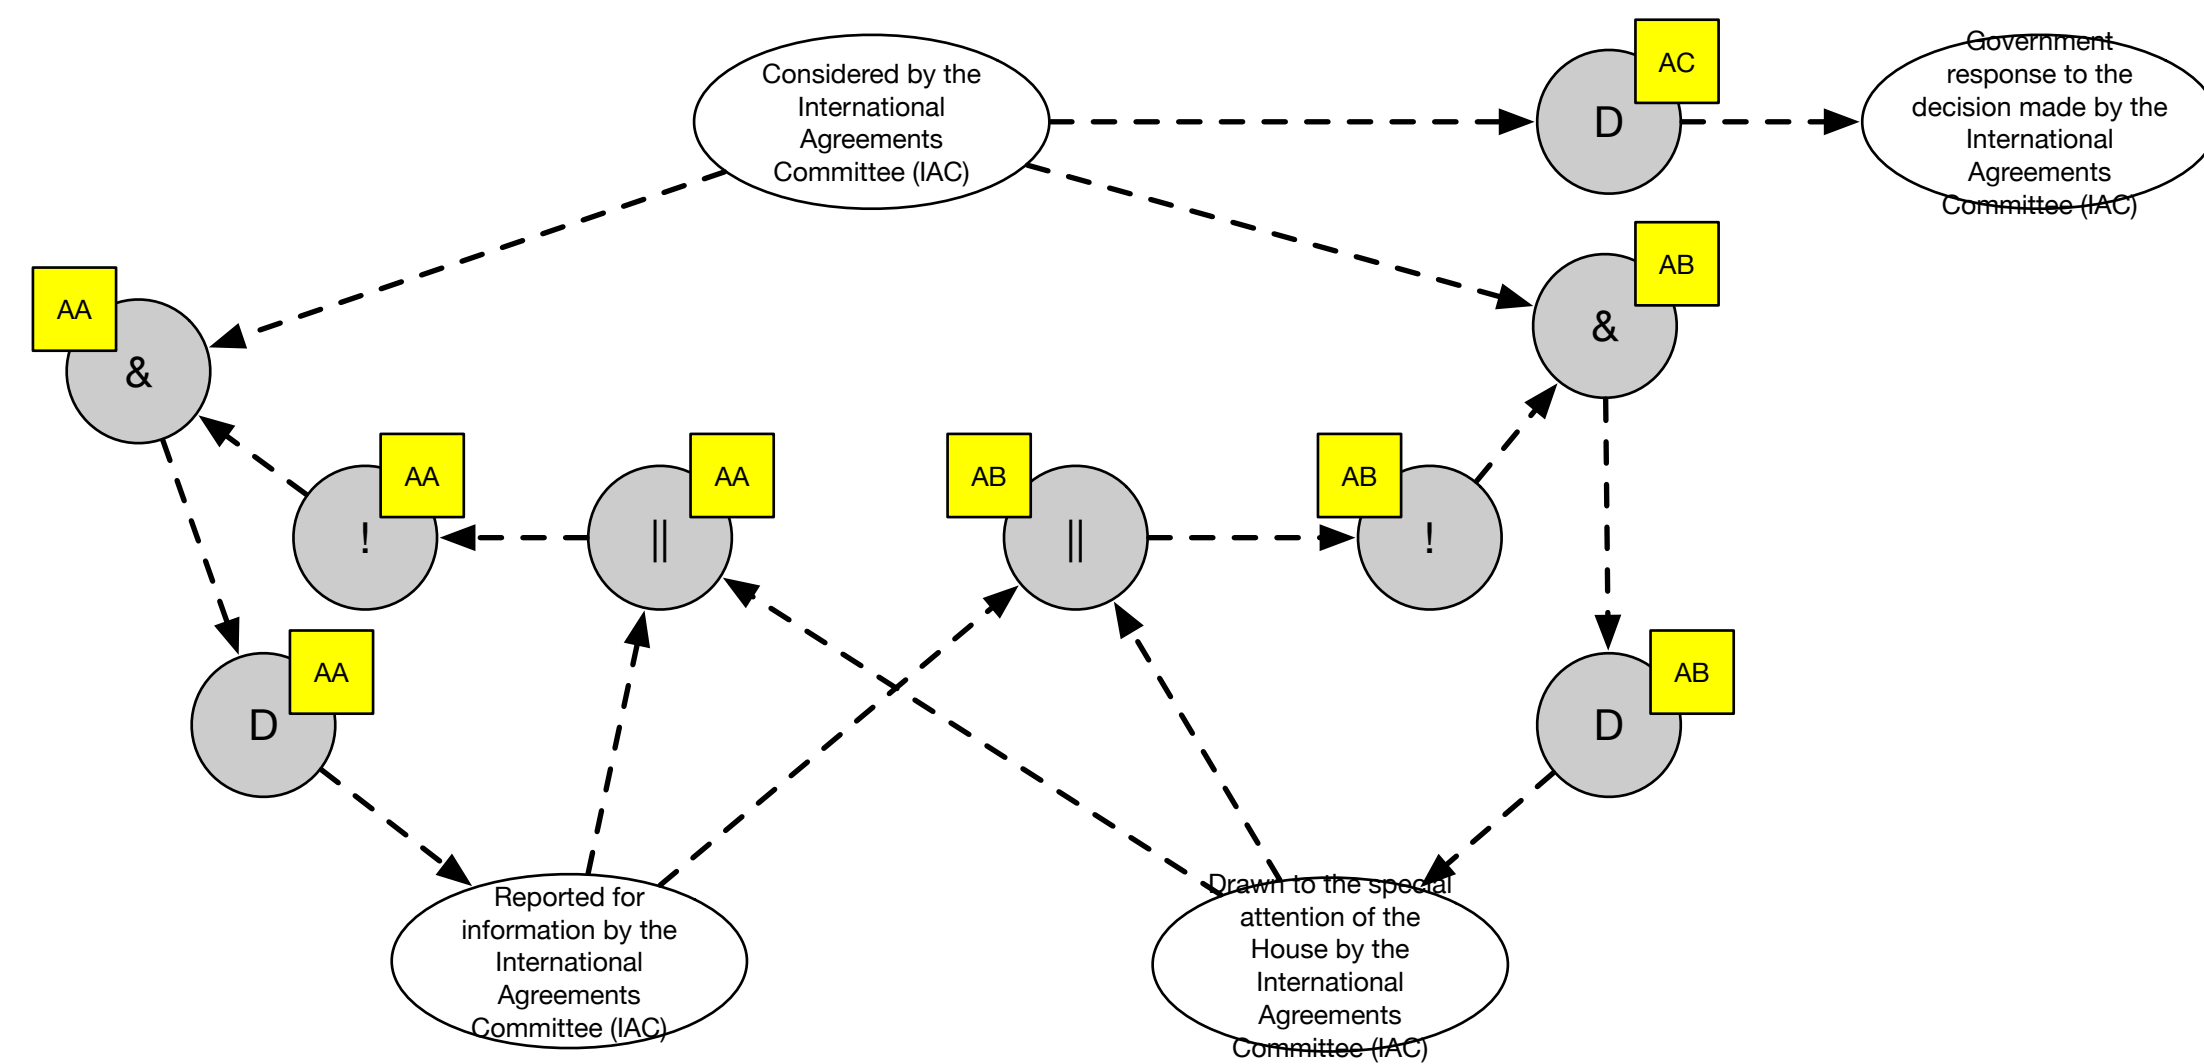 Considered by the
International
Agreements
Committee (IAC)
D
AC
Government
response to the
decision made by the
International
Agreements
Committee (IAC)
AB
&
AA
&
AA
!
AA
||
AB
||
AB
!
AA
D
AB
D
Reported for
information by the
International
Agreements
Committee (IAC)
Drawn to the special
attention of the
House by the
International
Agreements
Committee (IAC)